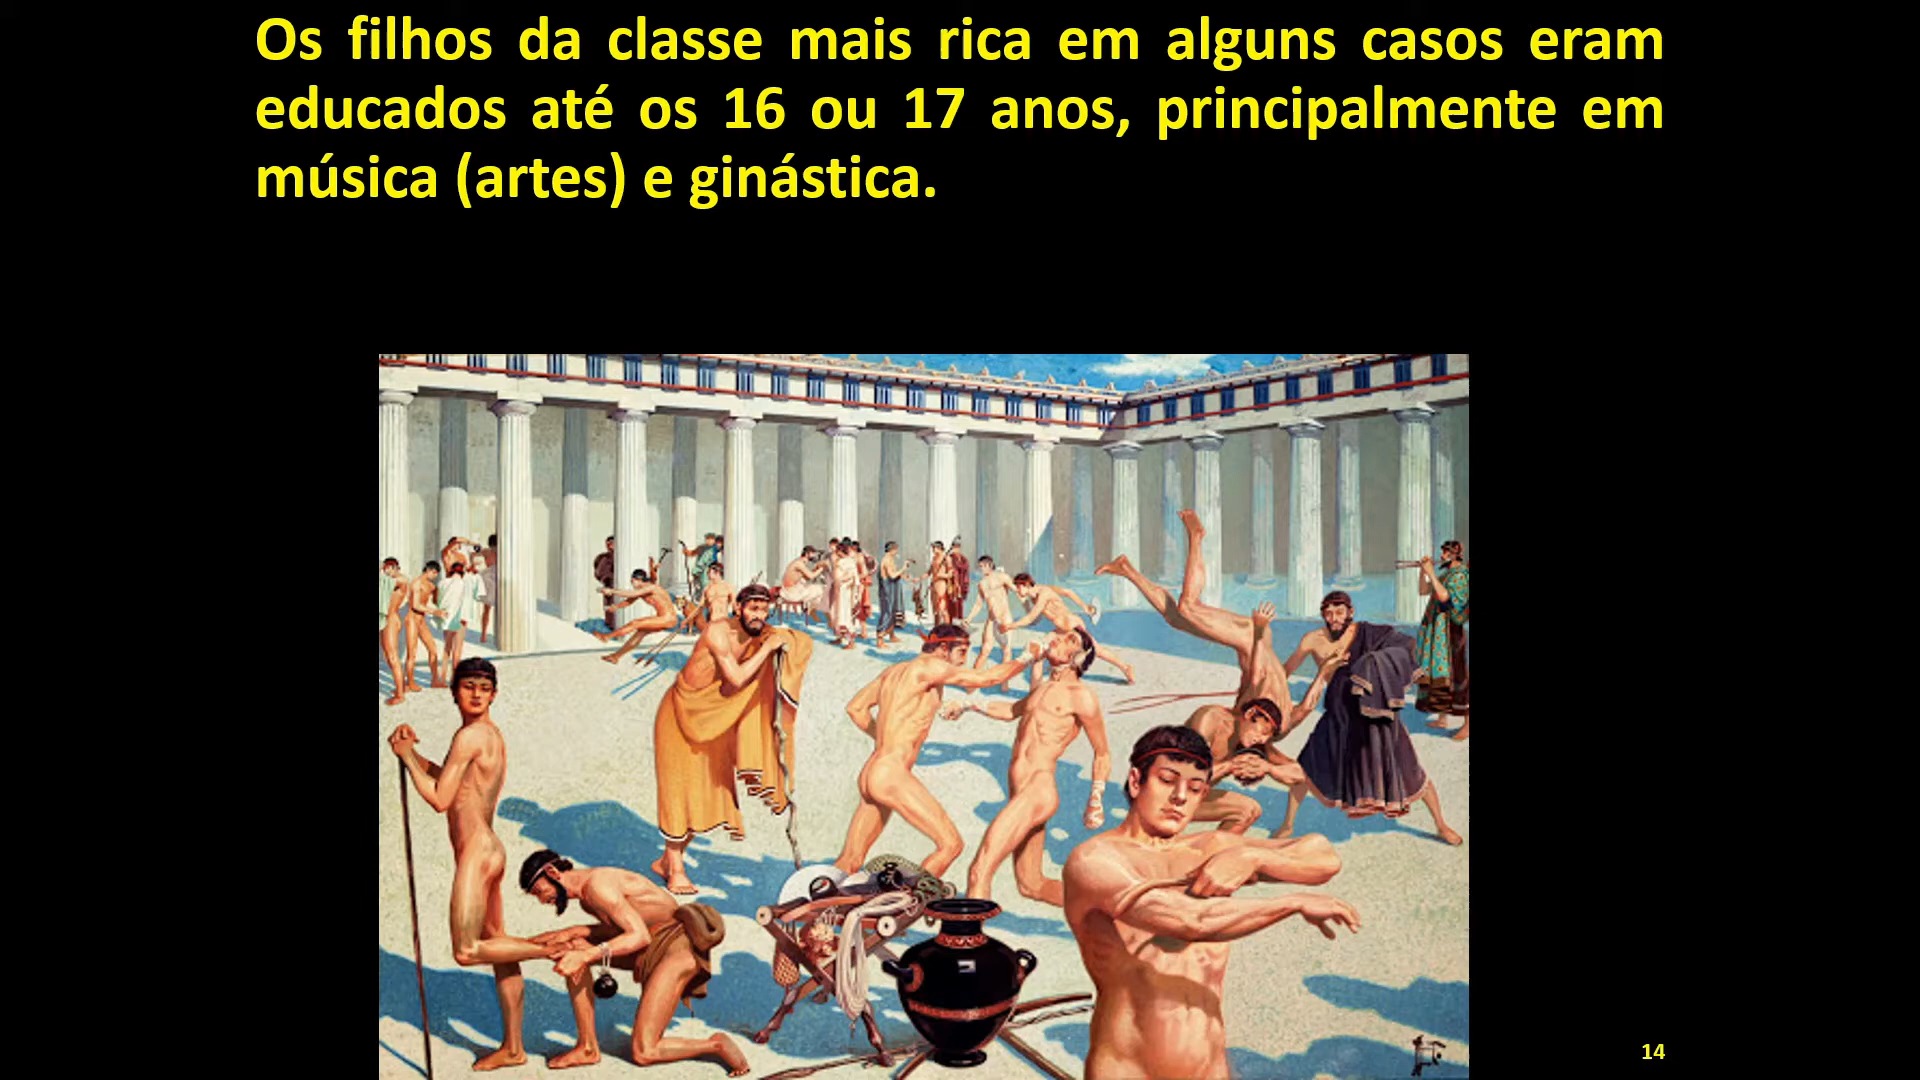 Os filhos da classe mais rica em alguns casos eram
educados até os 16 ou 17 anos, principalmente em
música (artes) e ginástica.
14